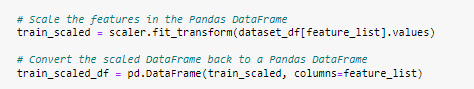 # Scale the features in the Pandas DataFrame
train_scaled = scaler.fit_transform(dataset_df[feature_list].values)
# Convert the scaled DataFrame back to a Pandas DataFrame
train_scaled_df = pd.DataFrame(train_scaled, columns=feature_list)